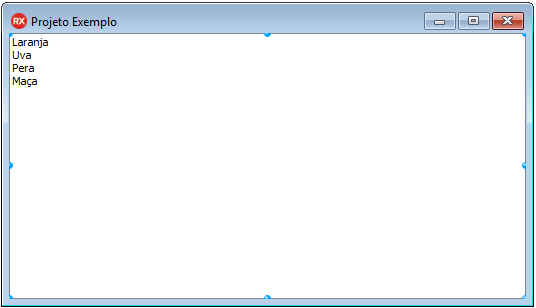 RX Projeto Exemplo
Laranja
Uva
Pera
Maça